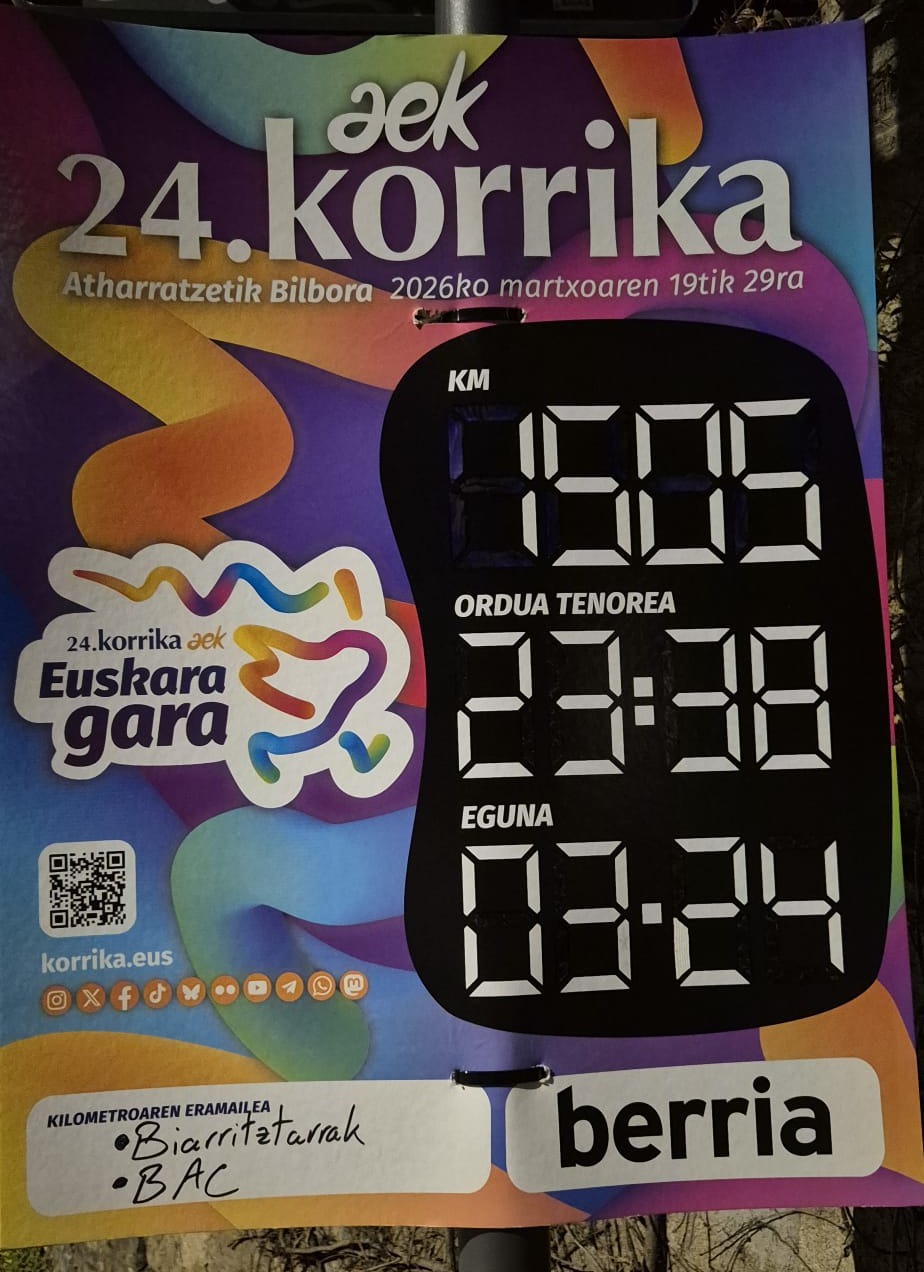 aek
24.korrika
Atharratzetik Bilbora 2026ko martxoaren 19tik 29ra
KM
1505
ORDUA TENOREA
23:38
EGUNA
03·24
24.korrika aek
Euskara
gara
korrika.eus
KILOMETROAREN ERAMAILEA
•Biarritztarrak
•BAC
berria